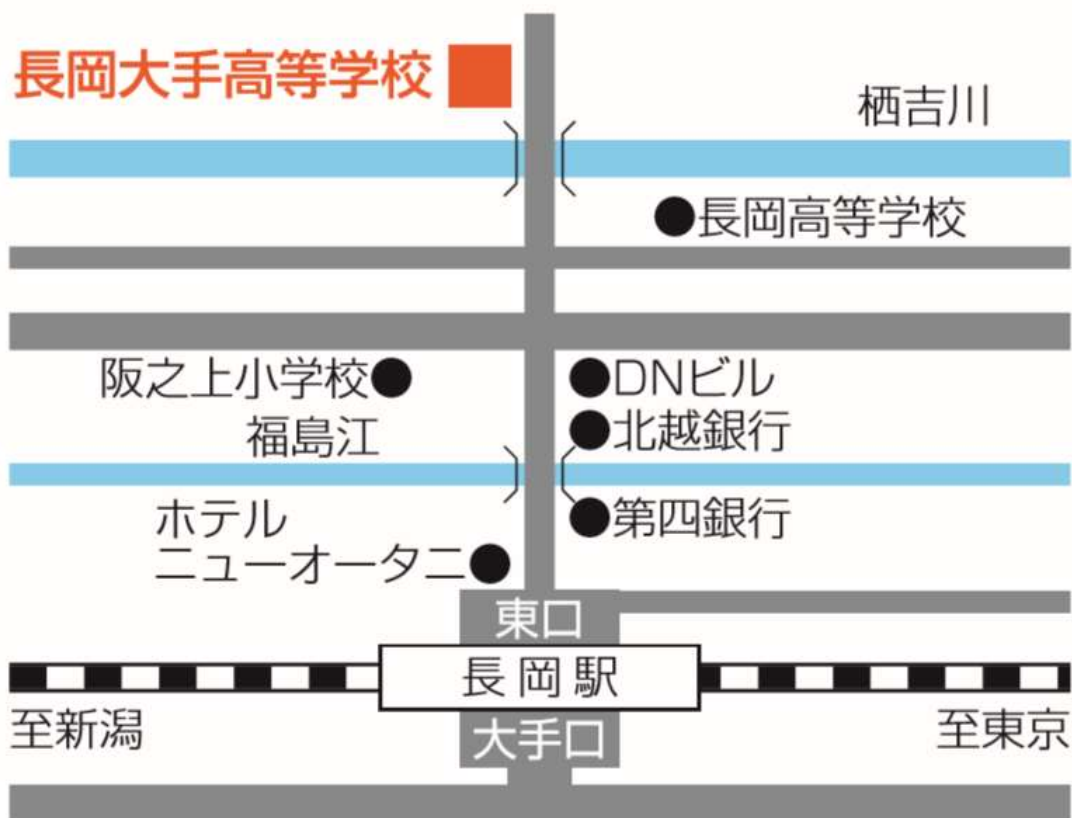 長岡大手高等学校
栖吉川
長岡高等学校
阪之上小学校
DNビル
福島江
北越銀行
ホテル
ニューオータニ
第四銀行
東口
長岡駅
至新潟
大手口
至東京